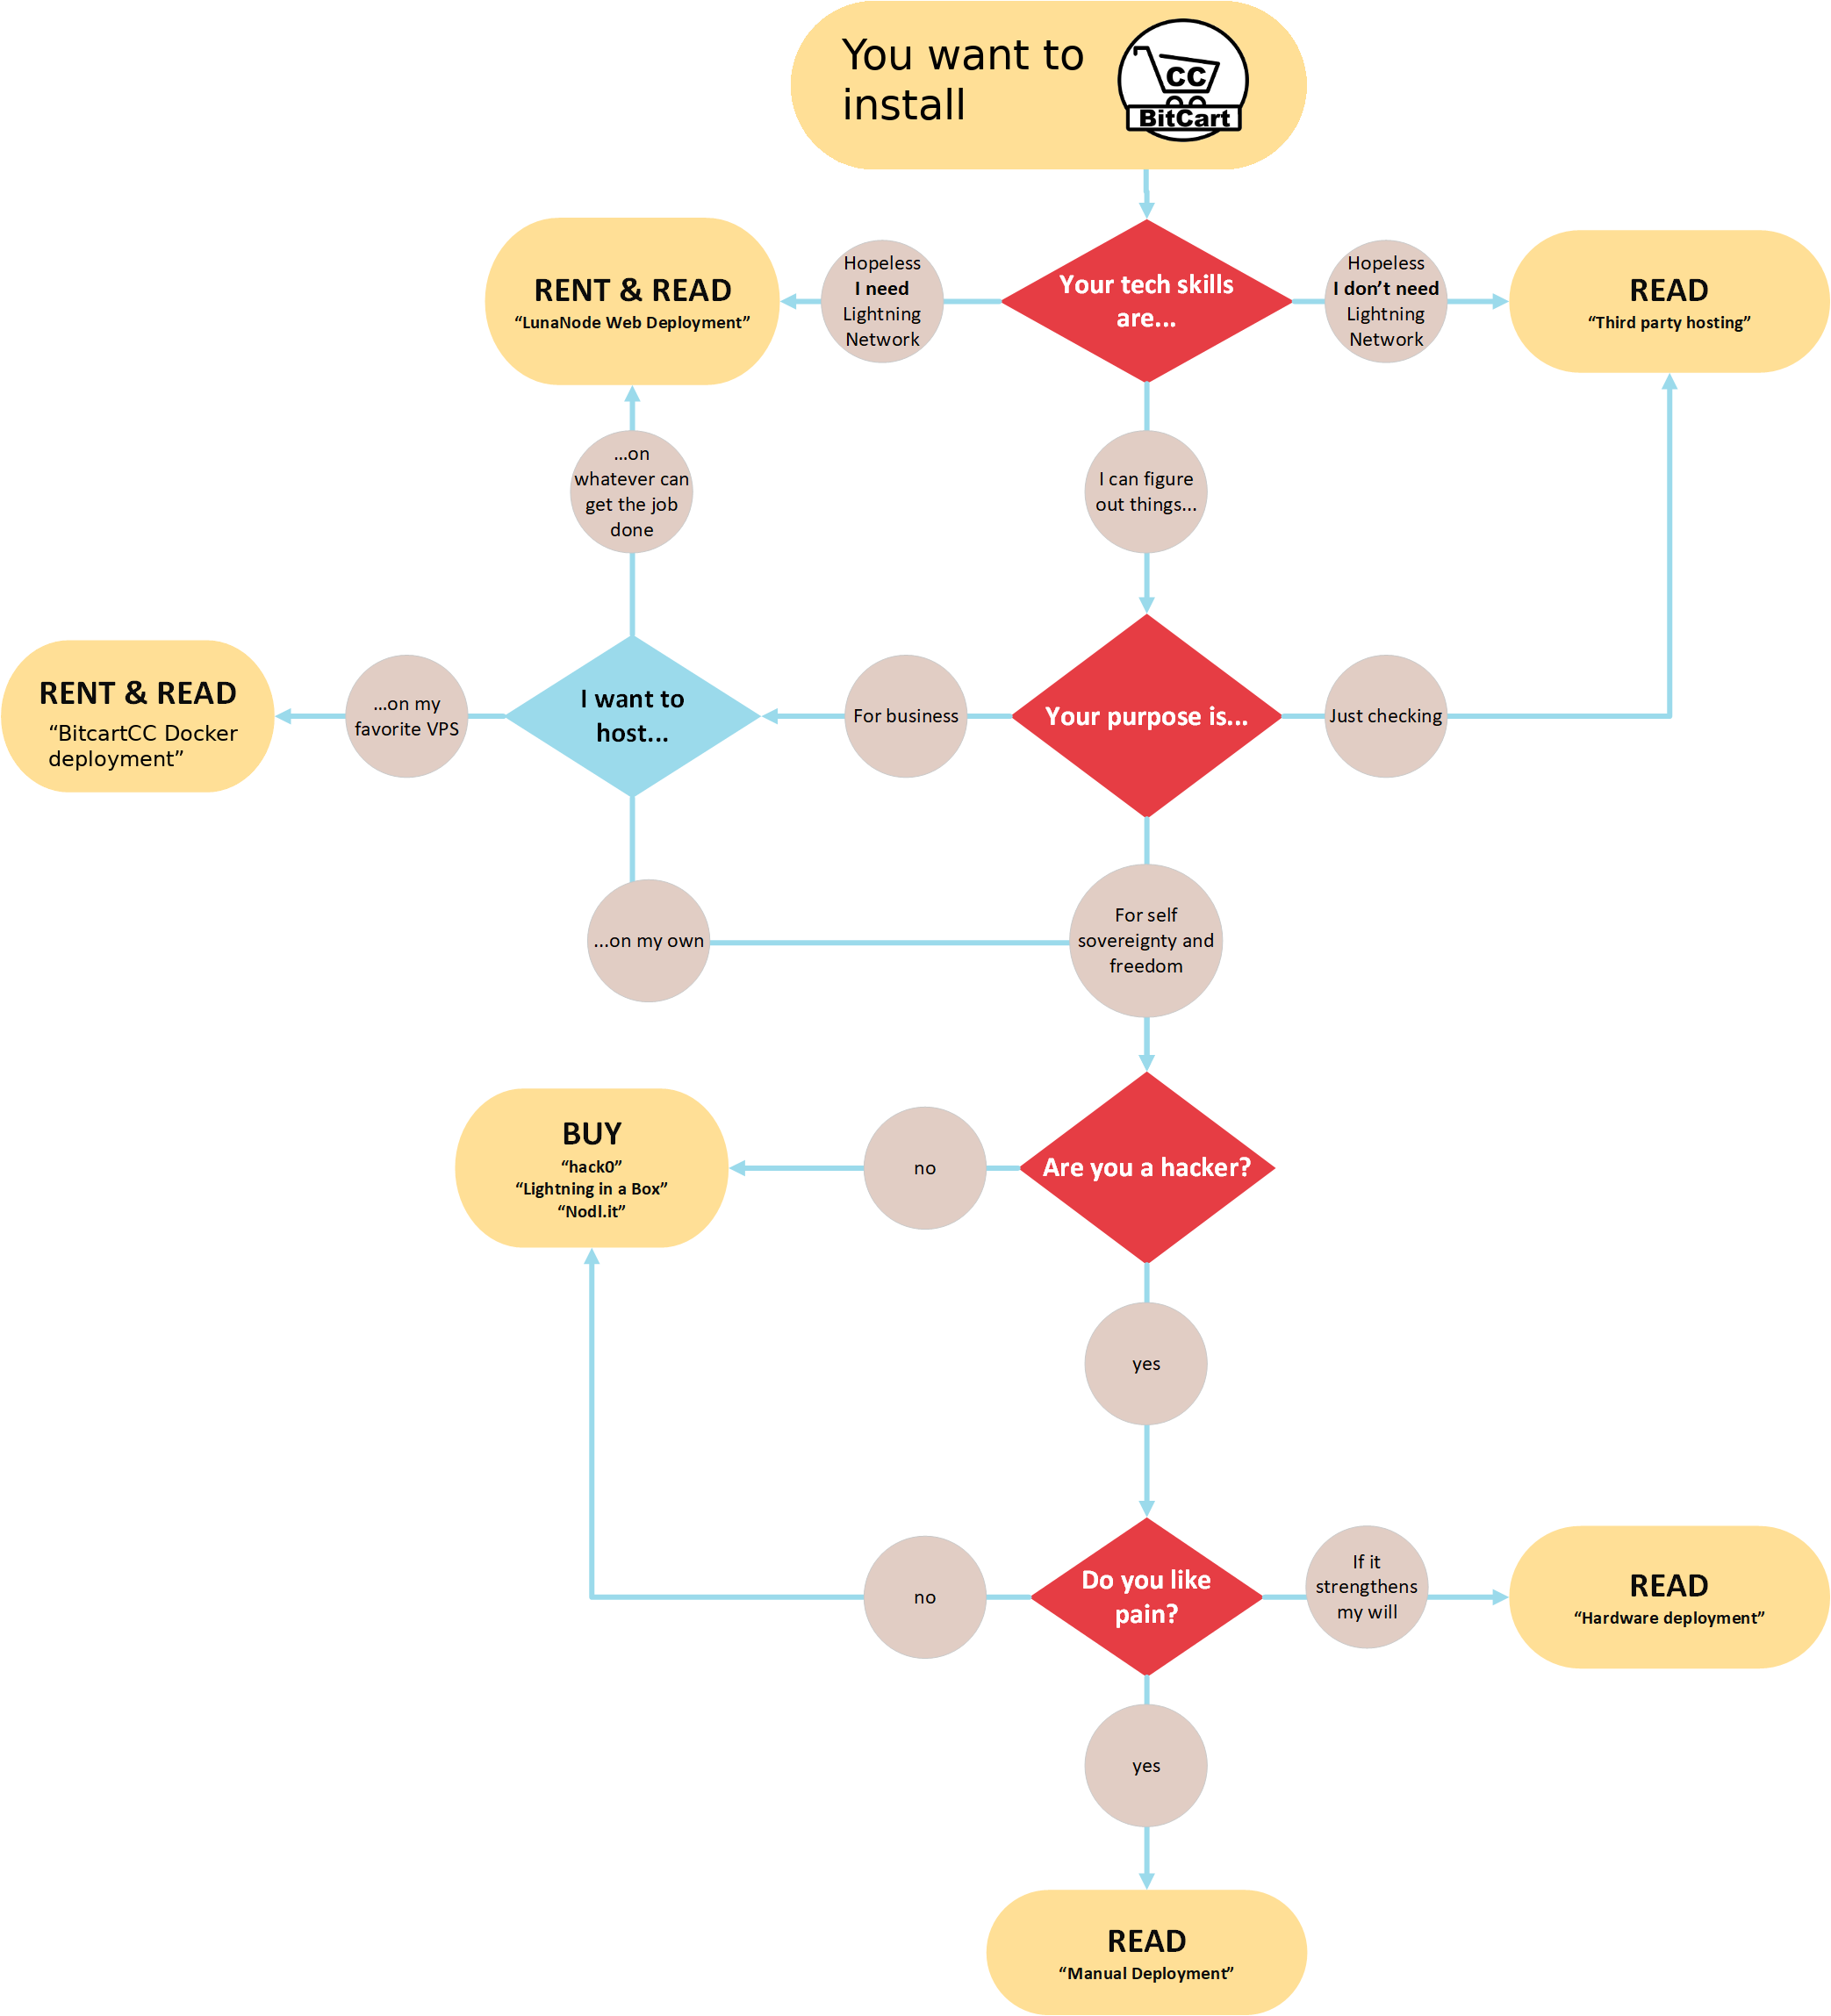 You want to
install
CC
BitCart
Your tech skills
are...
Hopeless
I need
Lightning
Network
RENT & READ
“LunaNode Web Deployment”
Hopeless
I don’t need
Lightning
Network
READ
“Third party hosting”
...on
whatever can
get the job
done
I can figure
out things...
RENT & READ
“BitcartCC Docker
deployment”
...on my
favorite VPS
I want to
host...
For business
Your purpose is...
Just checking
...on my own
For self
sovereignty and
freedom
BUY
“hack0”
“Lightning in a Box”
“Nodl.it”
no
Are you a hacker?
yes
no
Do you like
pain?
If it
strengthens
my will
READ
“Hardware deployment”
yes
READ
“Manual Deployment”